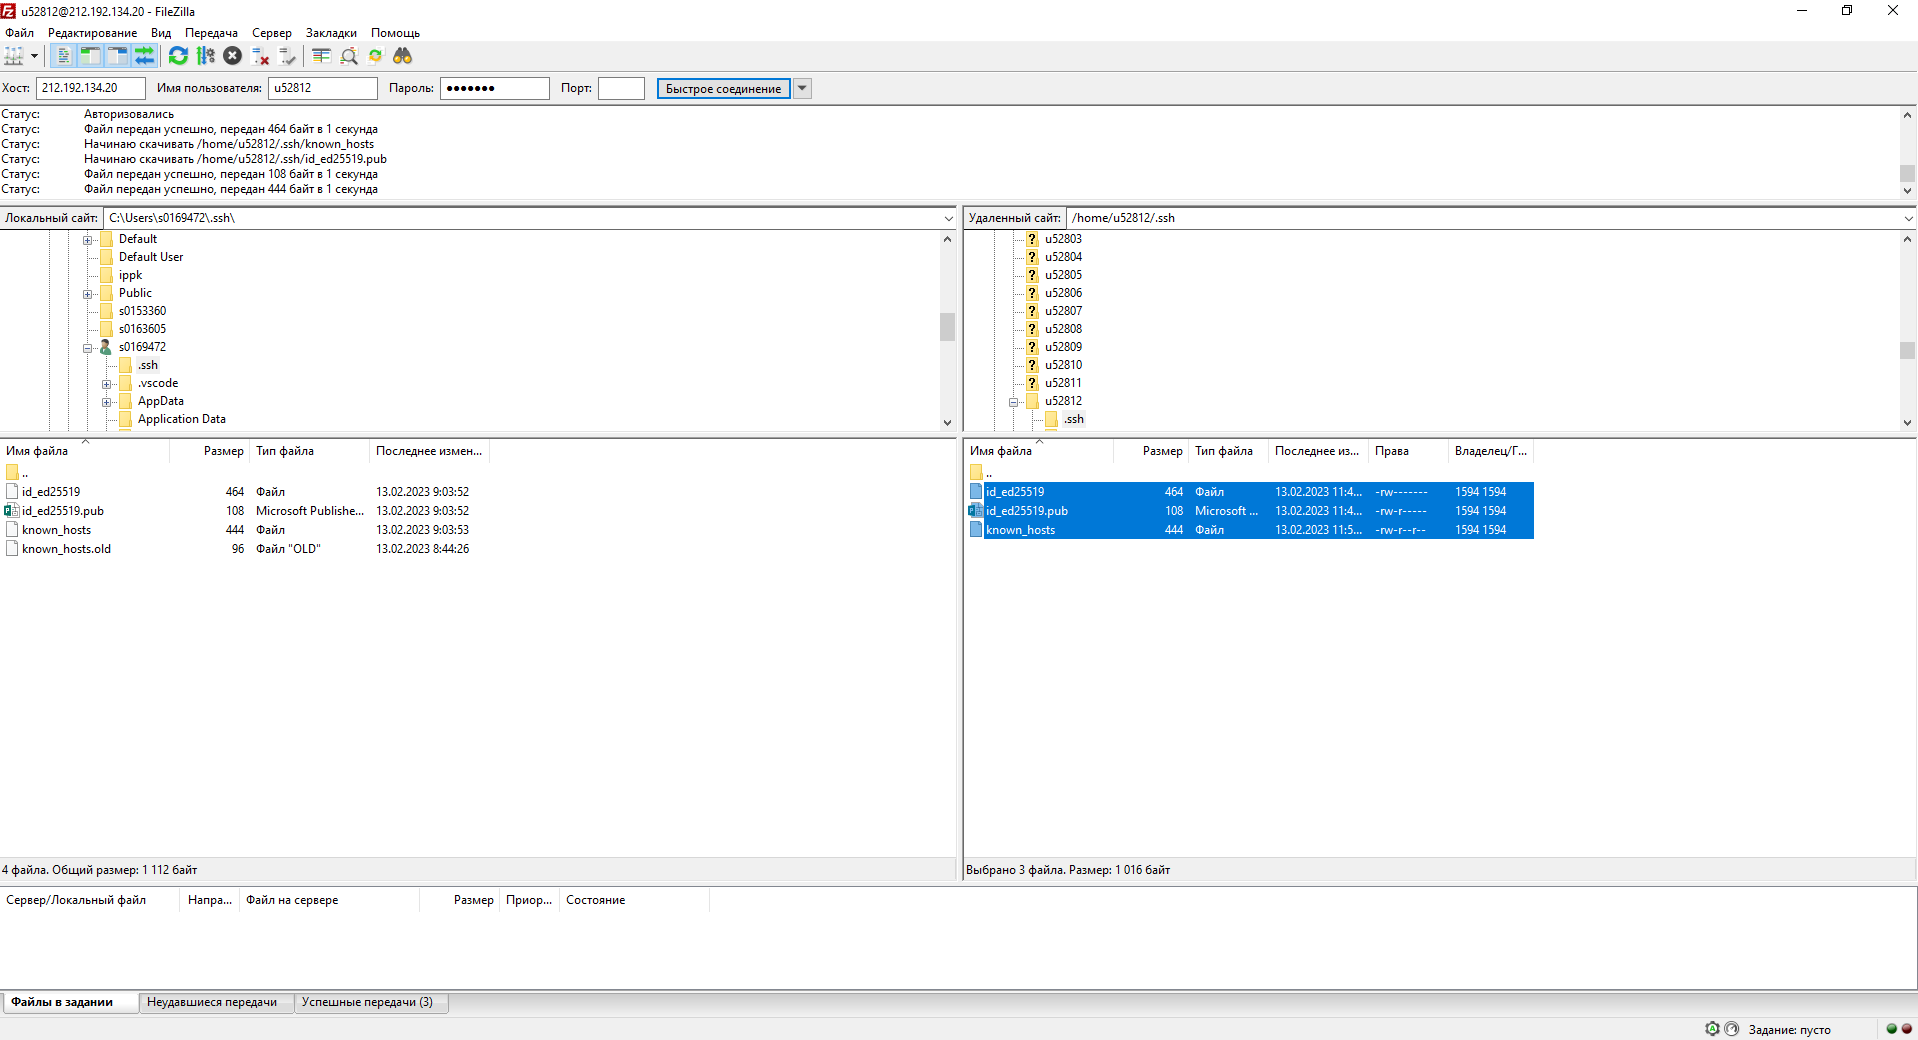 u52812@212.192.134.20 - FileZilla
Файл Редактирование Вид Передача Сервер Закладки Помощь
Хост: 212.192.134.20 Имя пользователя: u52812 Пароль: ●●●●●●● Порт: Быстрое соединение
Статус: Авторизовались
Статус: Файл передан успешно, передан 464 байт в 1 секунда
Статус: Начинаю скачивать /home/u52812/.ssh/known_hosts
Статус: Начинаю скачивать /home/u52812/.ssh/id_ed25519.pub
Статус: Файл передан успешно, передан 108 байт в 1 секунда
Статус: Файл передан успешно, передан 444 байт в 1 секунда
Локальный сайт: C:\Users\s0169472\.ssh\
Default
Default User
ippk
Public
s0153360
s0163605
s0169472
.ssh
.vscode
AppData
Application Data
Имя файла Размер Тип файла Последнее измен...
..
id_ed25519 464 Файл 13.02.2023 9:03:52
id_ed25519.pub 108 Microsoft Publishe... 13.02.2023 9:03:52
known_hosts 444 Файл 13.02.2023 9:03:53
known_hosts.old 96 Файл "OLD" 13.02.2023 8:44:26
4 файла. Общий размер: 1 112 байт
Удаленный сайт: /home/u52812/.ssh
u52803
u52804
u52805
u52806
u52807
u52808
u52809
u52810
u52811
u52812
.ssh
Имя файла Размер Тип файла Последнее из... Права Владелец/Г...
..
id_ed25519 464 Файл 13.02.2023 11:4... -rw------- 1594 1594
id_ed25519.pub 108 Microsoft ... 13.02.2023 11:4... -rw-r----- 1594 1594
known_hosts 444 Файл 13.02.2023 11:5... -rw-r--r-- 1594 1594
Выбрано 3 файла. Размер: 1 016 байт
Сервер/Локальный файл Напра... Файл на сервере Размер Приор... Состояние
Файлы в задании Неудавшиеся передачи Успешные передачи (3)
Задание: пусто